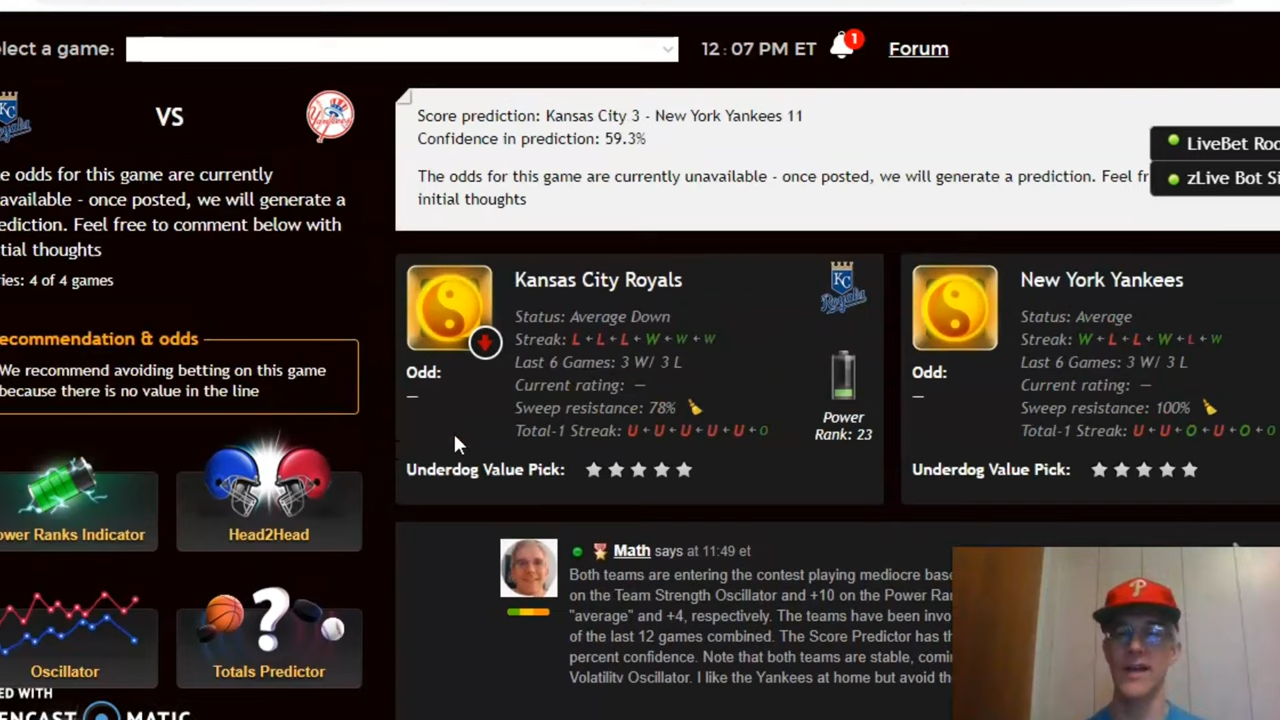 elect a game:
12:07 PM ET
1
Forum
KC
Royals
VS
Yankees
e odds for this game are currently
available - once posted, we will generate a
ediction. Feel free to comment below with
tial thoughts
ries: 4 of 4 games
ecommendation & odds
We recommend avoiding betting on this game
because there is no value in the line
ower Ranks Indicator
Head2Head
Oscillator
Totals Predictor
ED WITH
ENCAST MATIC
Score prediction: Kansas City 3 - New York Yankees 11
Confidence in prediction: 59.3%
The odds for this game are currently unavailable - once posted, we will generate a prediction. Feel fr
initial thoughts
LiveBet Roo
zLive Bot Si
Kansas City Royals
KC
Royals
Status: Average Down
Streak: L ← L ← L ← W ← W ← W
Last 6 Games: 3 W/ 3 L
Odd:
Current rating: —
—
Sweep resistance: 78%
Total-1 Streak: U ← U ← U ← U ← U ← O
Power
Rank: 23
Underdog Value Pick:
New York Yankees
Status: Average
Streak: W ← L ← L ← W ← L ← W
Last 6 Games: 3 W/ 3 L
Odd:
Current rating: —
—
Sweep resistance: 100%
Total-1 Streak: U ← U ← O ← U ← O ← O
Underdog Value Pick:
Math says at 11:49 et
Both teams are entering the contest playing mediocre base
on the Team Strength Oscillator and +10 on the Power Ran
"average" and +4, respectively. The teams have been invo
of the last 12 games combined. The Score Predictor has th
percent confidence. Note that both teams are stable, comi
Volatility Oscillator. I like the Yankees at home but avoid th
P